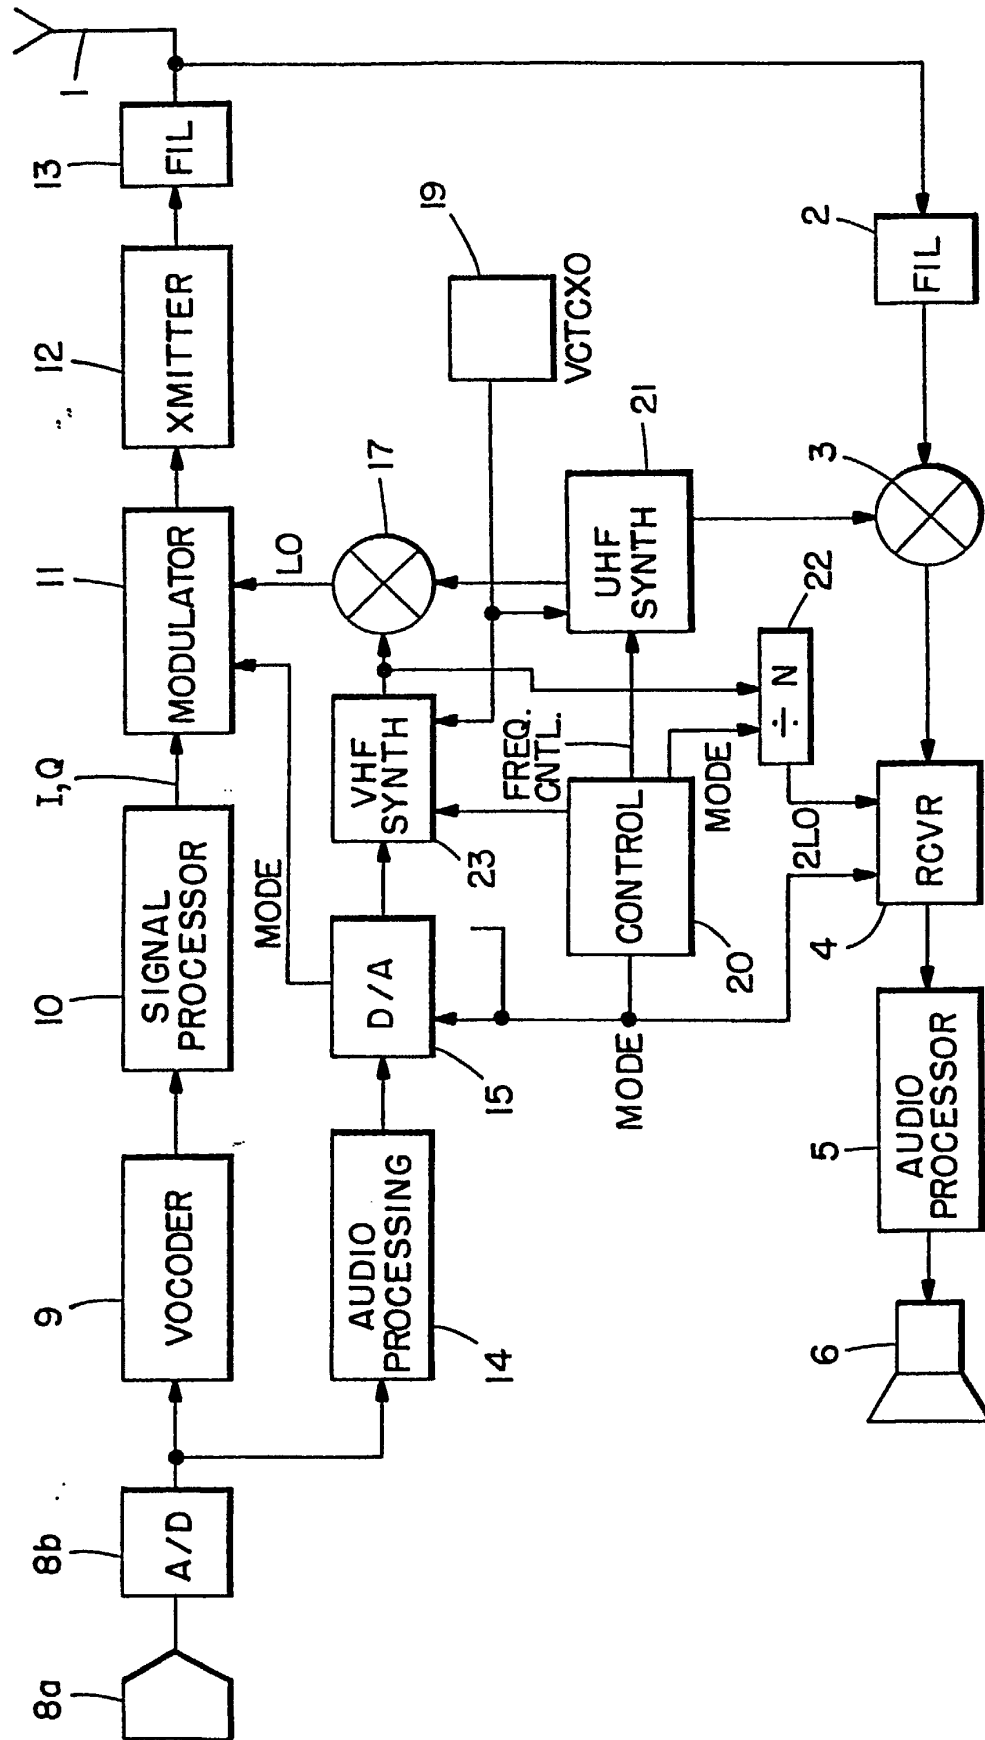 8a
8b
A/D
9
VOCODER
10
SIGNAL
PROCESSOR
I,Q
11
MODULATOR
12
XMITTER
13
FIL
1
MODE
LO
14
AUDIO
PROCESSING
15
D/A
23
VHF
SYNTH
17
19
VCTCXO
MODE
20
CONTROL
FREQ.
CNTL.
MODE
21
UHF
SYNTH
22
÷ N
2LO
6
5
AUDIO
PROCESSOR
4
RCVR
3
2
FIL